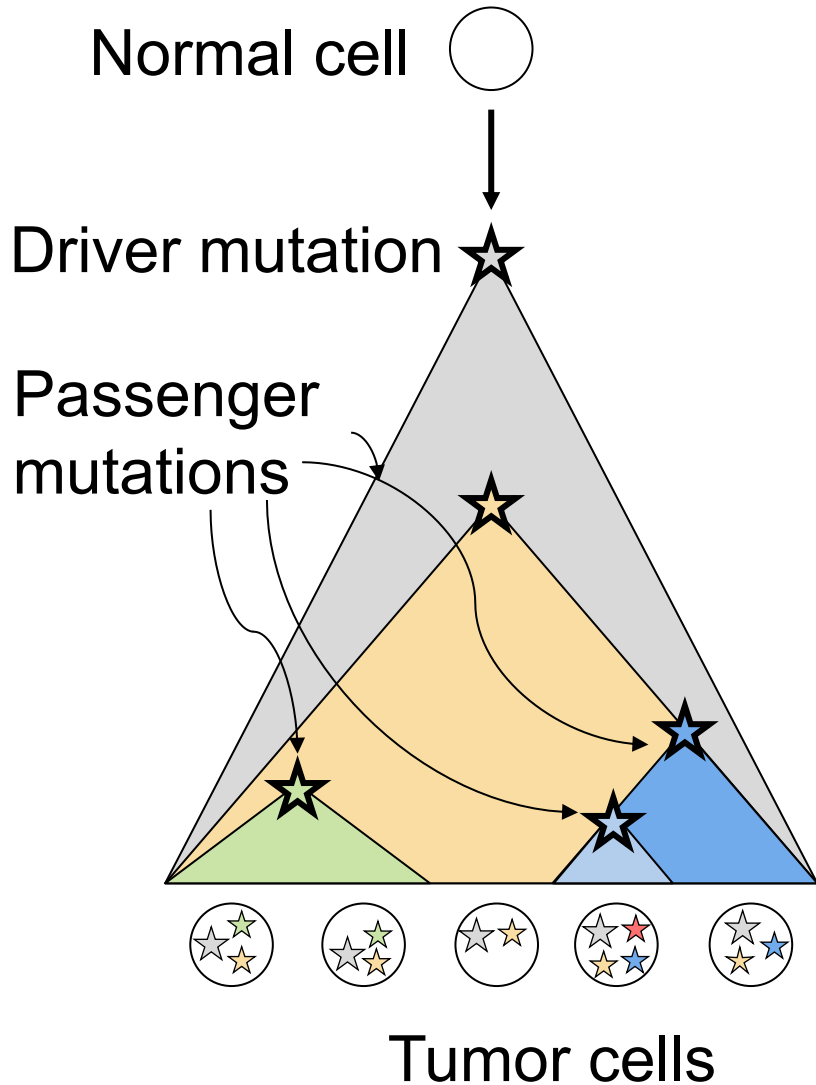 Normal cell
Driver mutation
Passenger
mutations
Tumor cells